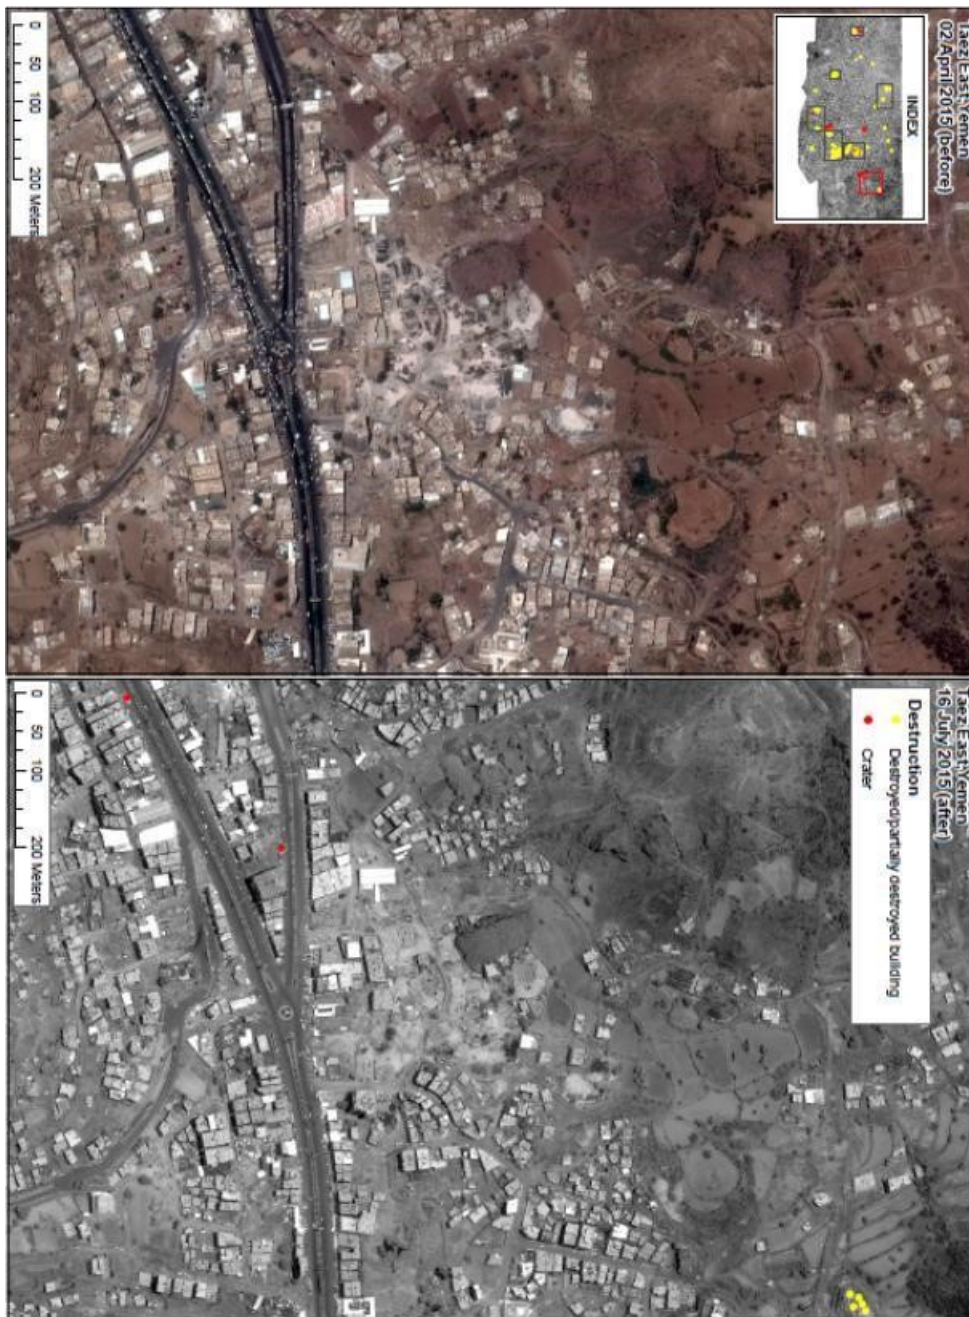 Taez East, Yemen
02 April 2015 (before)
INDEX
0 50 100 200 Meters
Taez East, Yemen
16 July 2015 (after)
Destruction
Destroyed/partially destroyed building
Crater
0 50 100 200 Meters